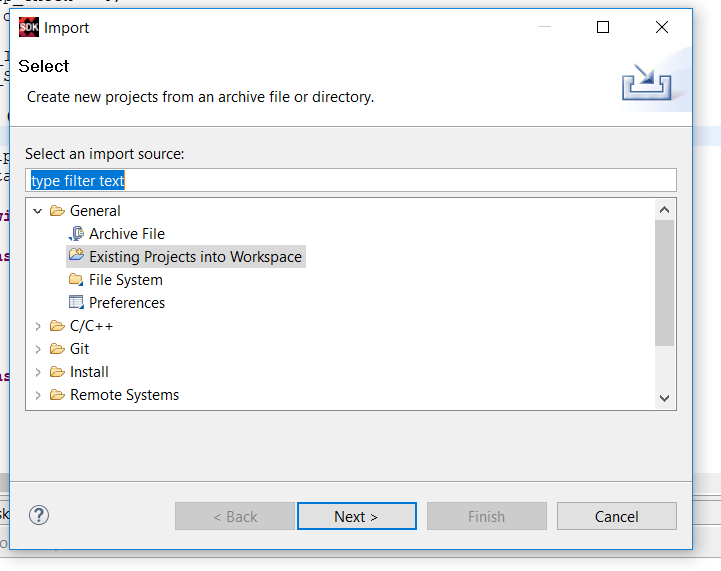 SDK Import
Select
Create new projects from an archive file or directory.
Select an import source:
type filter text
General
Archive File
Existing Projects into Workspace
File System
Preferences
C/C++
Git
Install
Remote Systems
? < Back Next > Finish Cancel